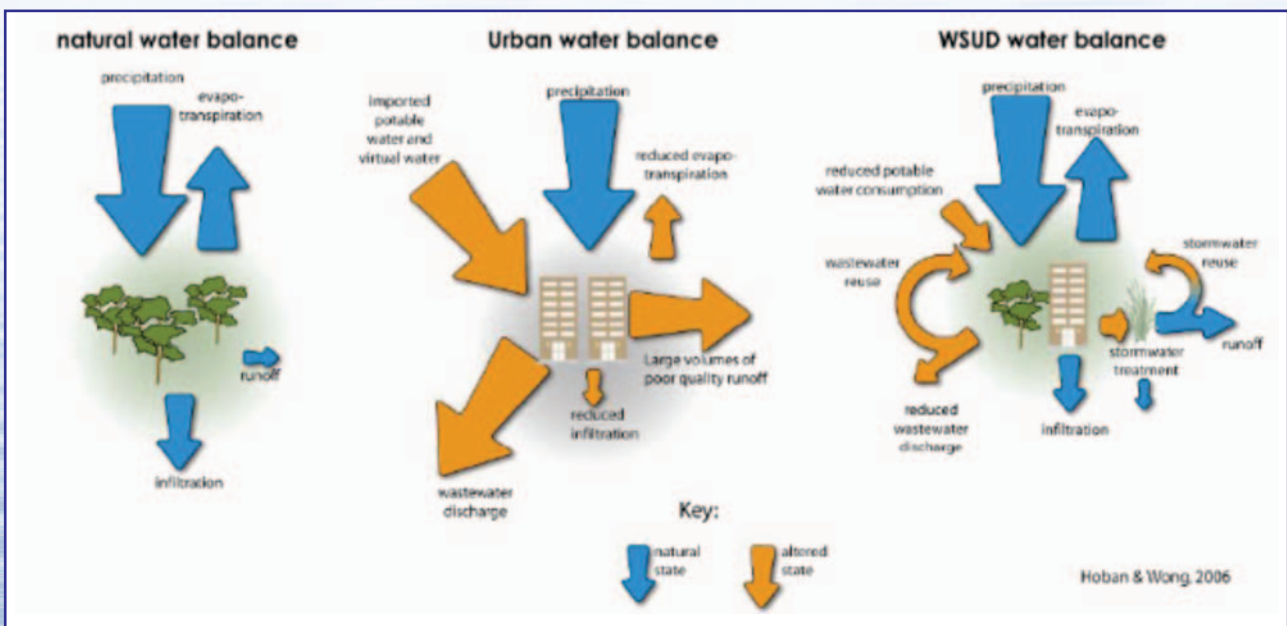 natural water balance
precipitation
evapo-
transpiration
runoff
infiltration
Urban water balance
imported
potable
water and
virtual water
precipitation
reduced evapo-
transpiration
Large volumes of
poor quality runoff
reduced
infiltration
wastewater
discharge
WSUD water balance
precipitation
evapo-
transpiration
reduced potable
water consumption
wastewater
reuse
stormwater
reuse
runoff
stormwater
treatment
infiltration
reduced
wastewater
discharge
Key:
natural
state
altered
state
Hoban & Wong, 2006